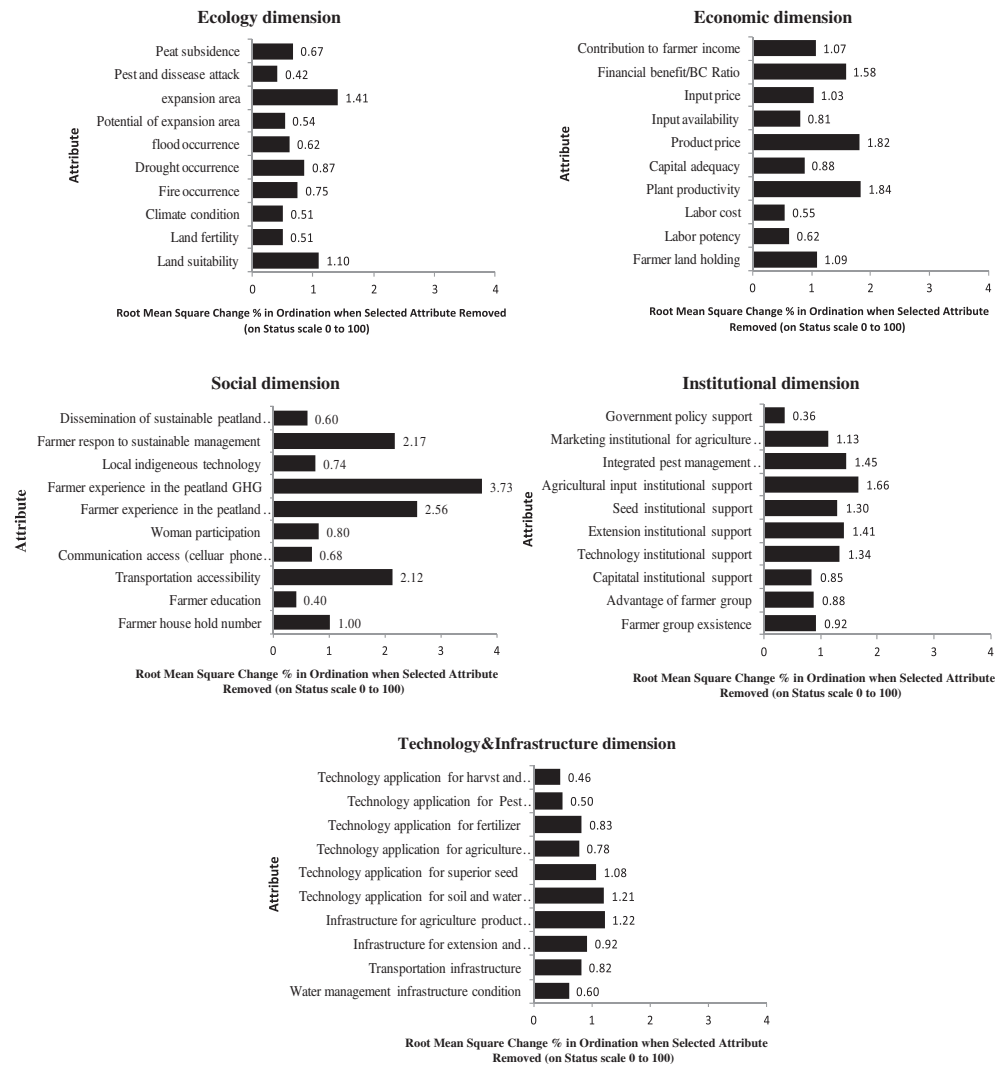 Ecology dimension
Peat subsidence 0.67
Pest and dissease attack 0.42
expansion area 1.41
Potential of expansion area 0.54
flood occurrence 0.62
Drought occurrence 0.87
Fire occurrence 0.75
Climate condition 0.51
Land fertility 0.51
Land suitability 1.10
Attribute
0 1 2 3 4
Root Mean Square Change % in Ordination when Selected Attribute Removed
(on Status scale 0 to 100)
Economic dimension
Contribution to farmer income 1.07
Financial benefit/BC Ratio 1.58
Input price 1.03
Input availability 0.81
Product price 1.82
Capital adequacy 0.88
Plant productivity 1.84
Labor cost 0.55
Labor potency 0.62
Farmer land holding 1.09
Attribute
0 1 2 3 4
Root Mean Square Change % in Ordination when Selected Attribute
Removed (on Status scale 0 to 100)
Social dimension
Dissemination of sustainable peatland.. 0.60
Farmer respon to sustainable management 2.17
Local indigeneous technology 0.74
Farmer experience in the peatland GHG 3.73
Farmer experience in the peatland .. 2.56
Woman participation 0.80
Communication access (celluar phone.. 0.68
Transportation accessibility 2.12
Farmer education 0.40
Farmer house hold number 1.00
Attribute
0 1 2 3 4
Root Mean Square Change % in Ordination when Selected Attribute
Removed (on Status scale 0 to 100)
Institutional dimension
Government policy support 0.36
Marketing institutional for agriculture .. 1.13
Integrated pest management .. 1.45
Agricultural input institutional support 1.66
Seed institutional support 1.30
Extension institutional support 1.41
Technology institutional support 1.34
Capitatal institutional support 0.85
Advantage of farmer group 0.88
Farmer group exsistence 0.92
Attribute
0 1 2 3 4
Root Mean Square Change % in Ordination when Selected Attribute
Removed (on Status scale 0 to 100)
Technology&Infrastructure dimension
Technology application for harvst and .. 0.46
Technology application for Pest .. 0.50
Technology application for fertilizer 0.83
Technology application for agriculture.. 0.78
Technology application for superior seed 1.08
Technology application for soil and water .. 1.21
Infrastructure for agriculture product .. 1.22
Infrastructure for extension and .. 0.92
Transportation infrastructure 0.82
Water management infrastructure condition 0.60
Attribute
0 1 2 3 4
Root Mean Square Change % in Ordination when Selected Attribute
Removed (on Status scale 0 to 100)